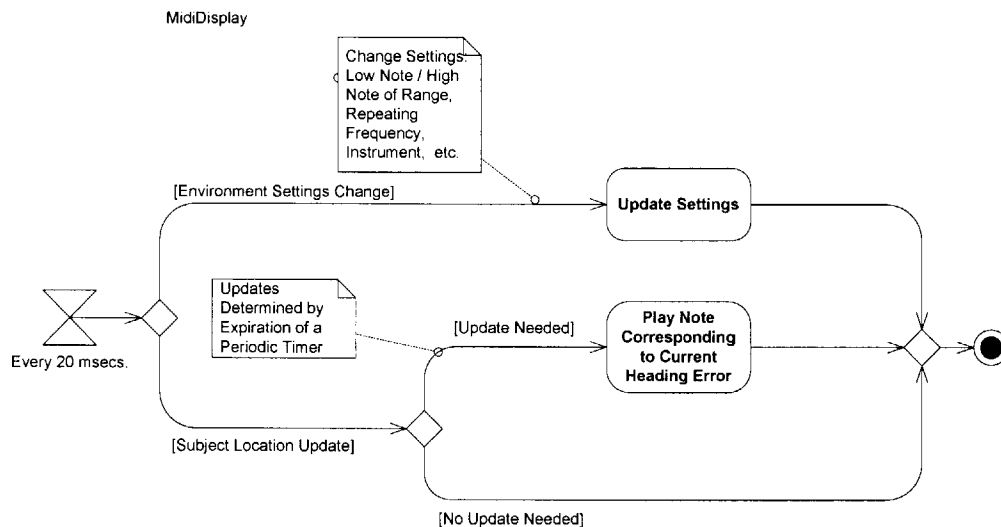 MidiDisplay
Change Settings:
Low Note / High
Note of Range,
Repeating
Frequency,
Instrument, etc.
[Environment Settings Change]
Update Settings
Updates
Determined by
Expiration of a
Periodic Timer
[Update Needed]
Play Note
Corresponding
to Current
Heading Error
Every 20 msecs.
[Subject Location Update]
[No Update Needed]